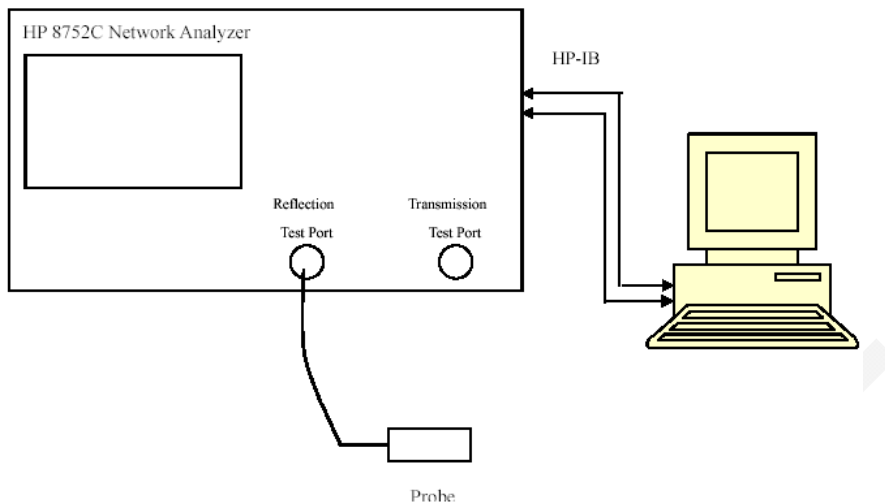 HP 8752C Network Analyzer
HP-IB
Reflection
Test Port
Transmission
Test Port
Probe